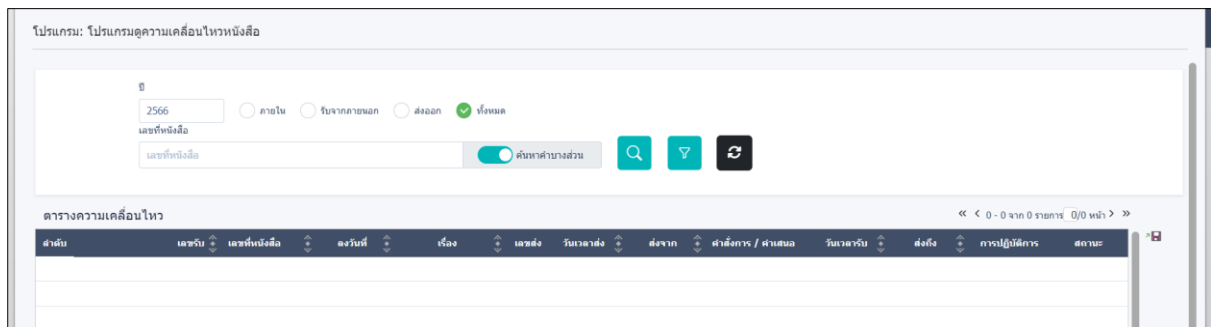 โปรแกรม: โปรแกรมดูความเคลื่อนไหวหนังสือ
ปี
2566 ภายใน รับจากภายนอก ส่งออก ทั้งหมด
เลขที่หนังสือ
เลขที่หนังสือ ค้นหาคำบางส่วน
ตารางความเคลื่อนไหว 0 - 0 จาก 0 รายการ 0/0 หน้า
ลำดับ เลขรับ เลขที่หนังสือ ลงวันที่ เรื่อง เลขส่ง วันเวลาส่ง ส่งจาก คำสั่งการ / คำเสนอ วันเวลารับ ส่งถึง การปฏิบัติการ สถานะ